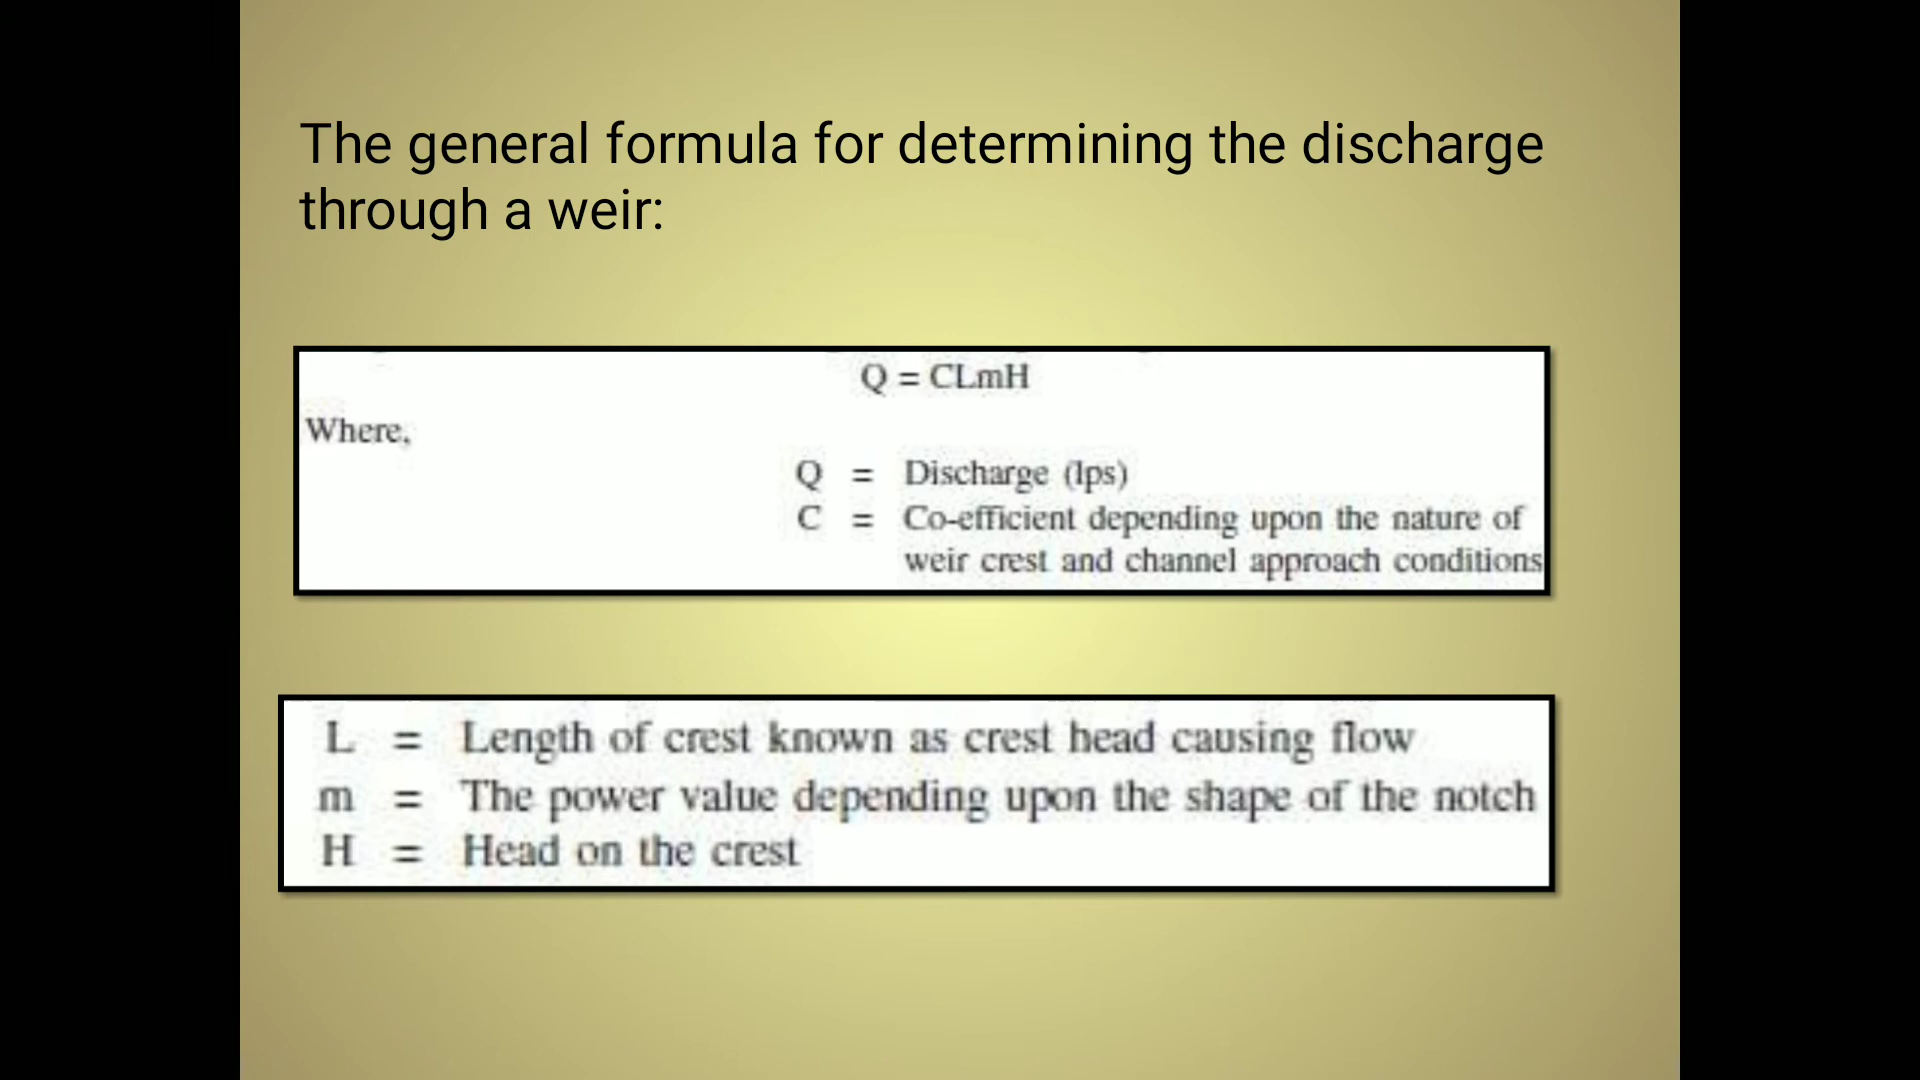 The general formula for determining the discharge
through a weir:
Q = CLmH
Where,
Q = Discharge (lps)
C = Co-efficient depending upon the nature of
weir crest and channel approach conditions
L = Length of crest known as crest head causing flow
m = The power value depending upon the shape of the notch
H = Head on the crest